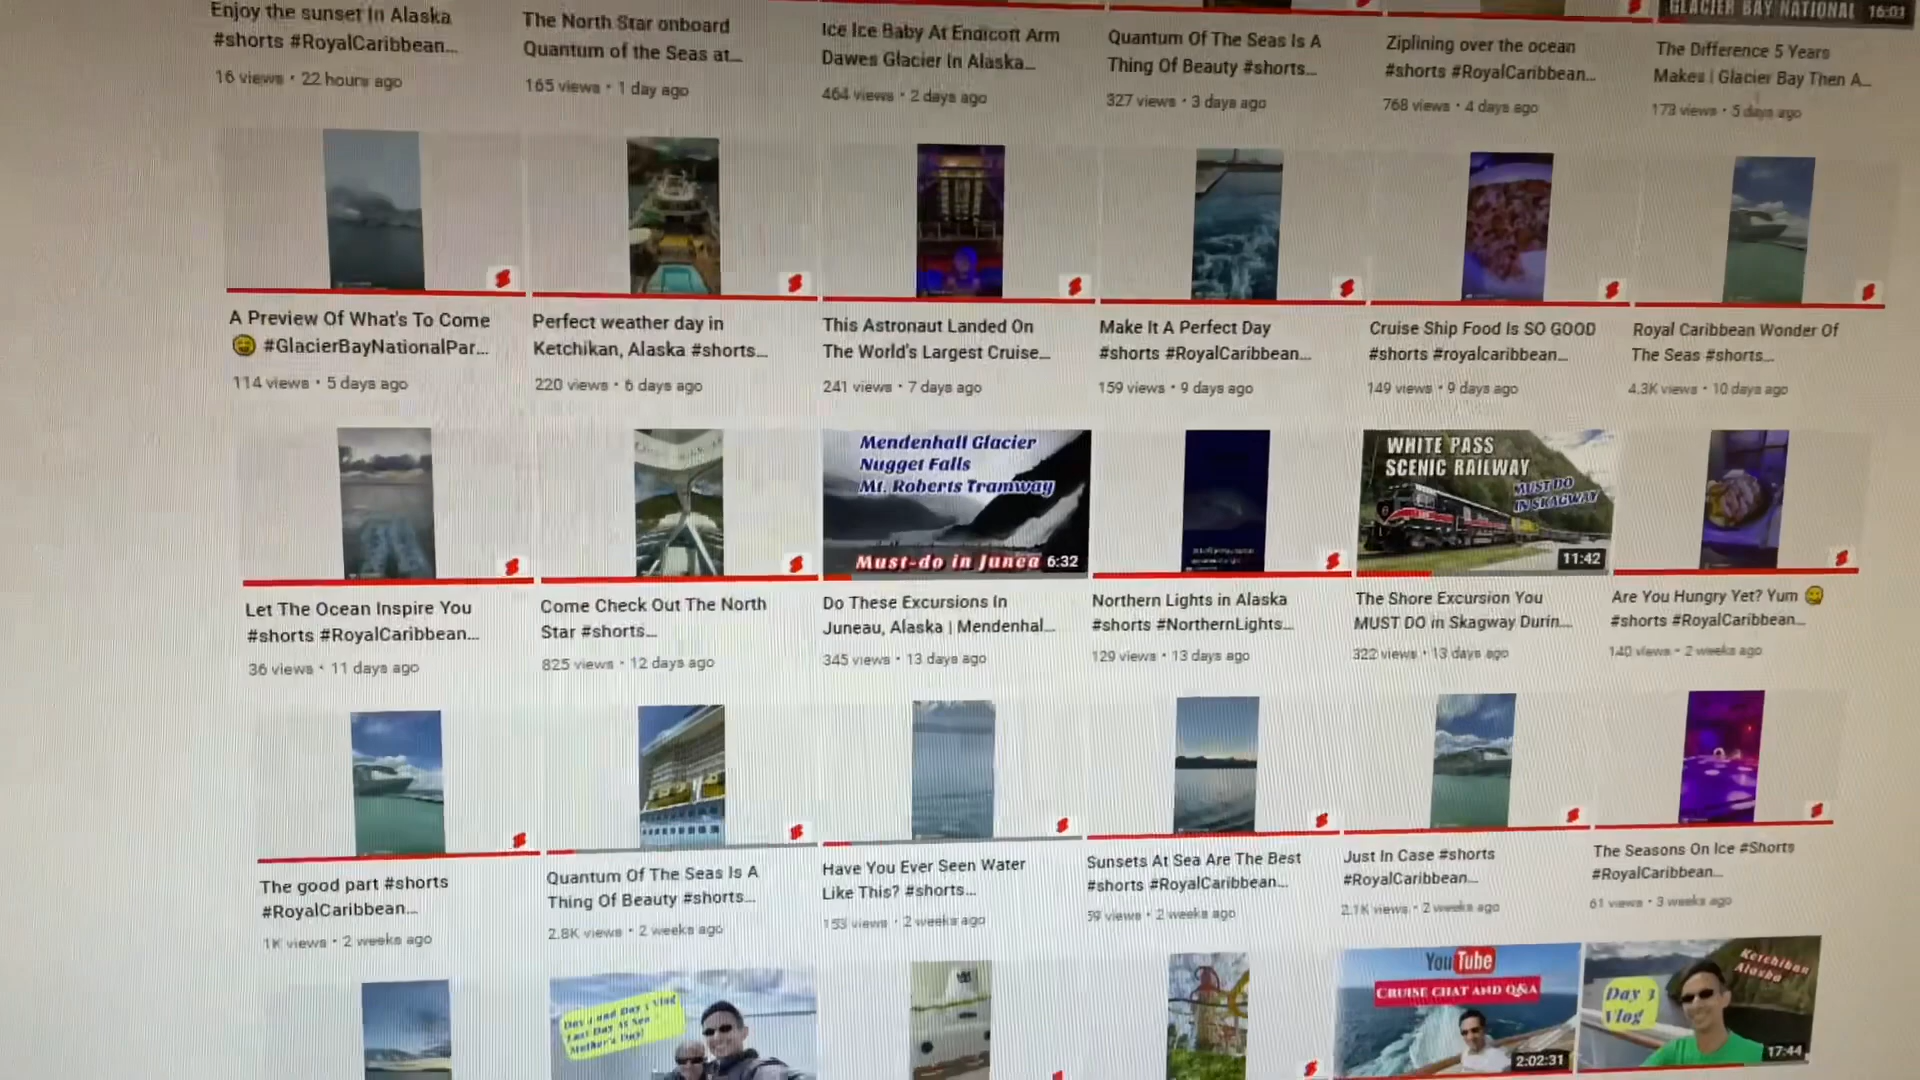 Enjoy the sunset in Alaska
#shorts #RoyalCaribbean...
16 views • 22 hours ago
The North Star onboard
Quantum of the Seas at...
165 views • 1 day ago
Ice Ice Baby At Endicott Arm
Dawes Glacier In Alaska...
464 views • 2 days ago
Quantum Of The Seas Is A
Thing Of Beauty #shorts...
327 views • 3 days ago
Ziplining over the ocean
#shorts #RoyalCaribbean...
768 views • 4 days ago
GLACIER BAY NATIONAL
16:01
The Difference 5 Years
Makes | Glacier Bay Then A...
173 views • 5 days ago
A Preview Of What's To Come
😄 #GlacierBayNationalPar...
114 views • 5 days ago
Perfect weather day in
Ketchikan, Alaska #shorts...
220 views • 6 days ago
This Astronaut Landed On
The World's Largest Cruise...
241 views • 7 days ago
Make It A Perfect Day
#shorts #RoyalCaribbean...
159 views • 9 days ago
Cruise Ship Food Is SO GOOD
#shorts #royalcaribbean...
149 views • 9 days ago
Royal Caribbean Wonder Of
The Seas #shorts...
4.3K views • 10 days ago
Let The Ocean Inspire You
#shorts #RoyalCaribbean...
36 views • 11 days ago
Come Check Out The North
Star #shorts...
825 views • 12 days ago
Mendenhall Glacier
Nugget Falls
Mt. Roberts Tramway
Must-do in Junea
6:32
Do These Excursions In
Juneau, Alaska | Mendenhal...
345 views • 13 days ago
Northern Lights in Alaska
#shorts #NorthernLights...
129 views • 13 days ago
WHITE PASS
SCENIC RAILWAY
MUST DO
IN SKAGWAY
11:42
The Shore Excursion You
MUST DO in Skagway Durin...
322 views • 13 days ago
Are You Hungry Yet? Yum 😋
#shorts #RoyalCaribbean...
140 views • 2 weeks ago
The good part #shorts
#RoyalCaribbean...
1K views • 2 weeks ago
Quantum Of The Seas Is A
Thing Of Beauty #shorts...
2.8K views • 2 weeks ago
Have You Ever Seen Water
Like This? #shorts...
153 views • 2 weeks ago
Sunsets At Sea Are The Best
#shorts #RoyalCaribbean...
59 views • 2 weeks ago
Just In Case #shorts
#RoyalCaribbean...
2.1K views • 2 weeks ago
The Seasons On Ice #Shorts
#RoyalCaribbean...
61 views • 3 weeks ago
Day 4 and Day 5 Vlog
Last Day At Sea
Mother's Day!
YouTube
CRUISE CHAT AND Q&A
2:02:31
Ketchikan
Alaska
Day 3
Vlog
17:44